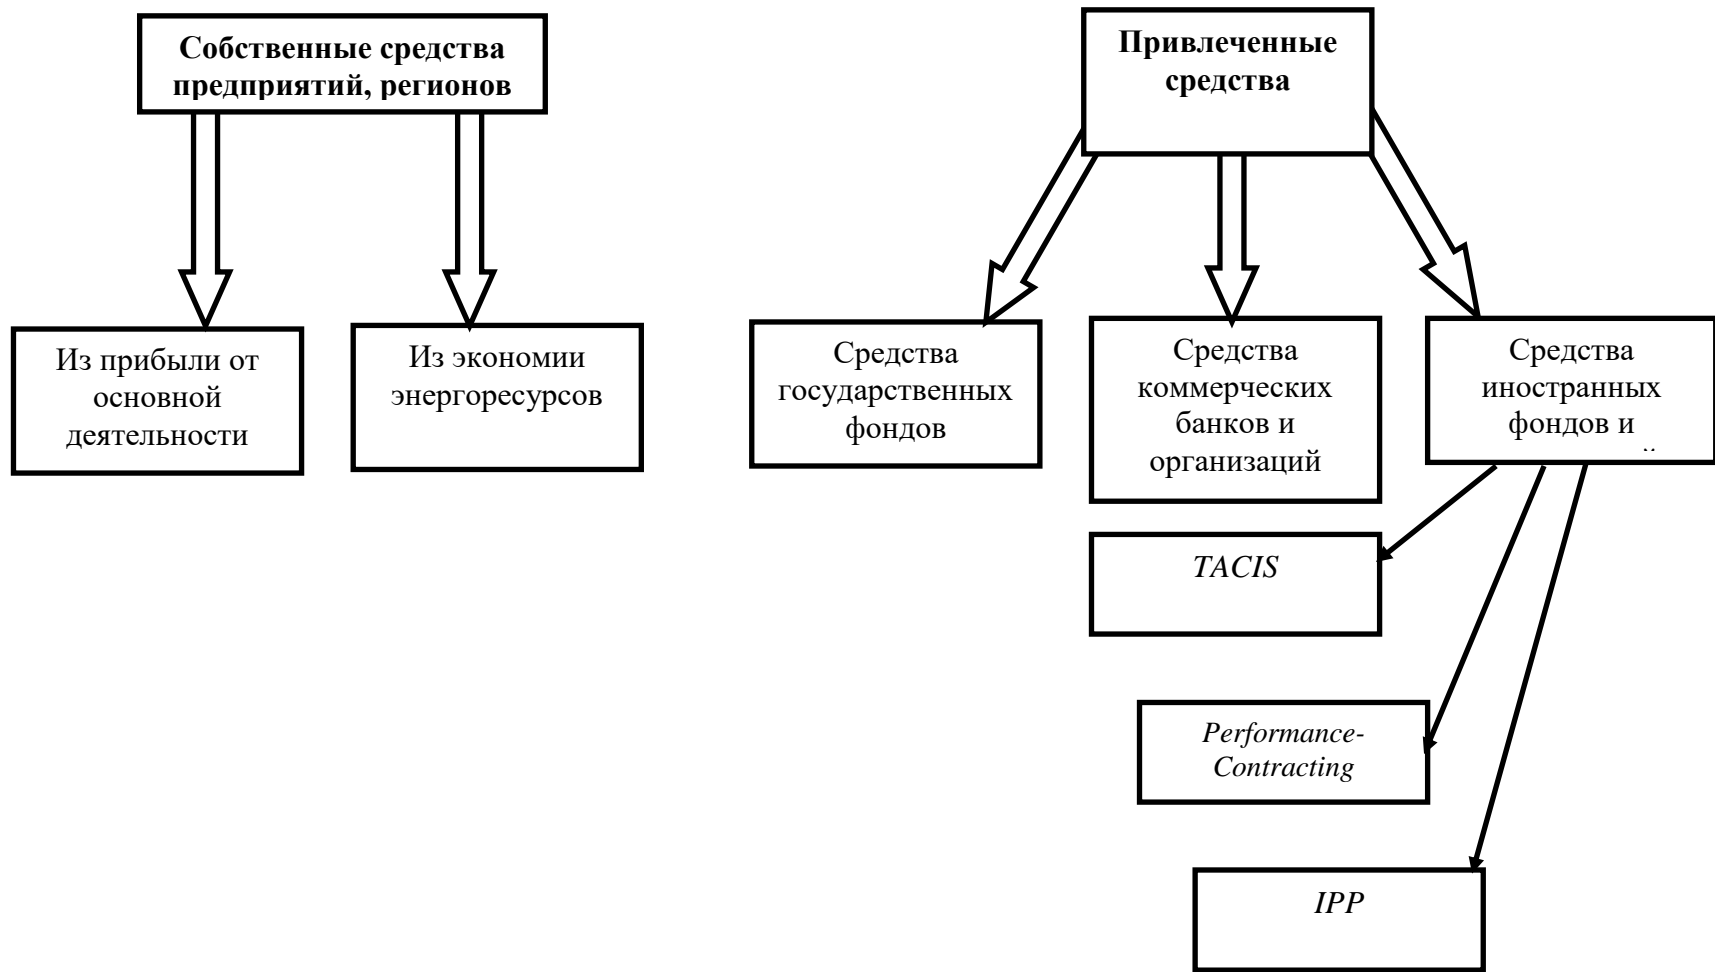 Собственные средства
предприятий, регионов
Привлеченные
средства
Из прибыли от
основной
деятельности
Из экономии
энергоресурсов
Средства
государственных
фондов
Средства
коммерческих
банков и
организаций
Средства
иностранных
фондов и
TACIS
Performance-
Contracting
IPP